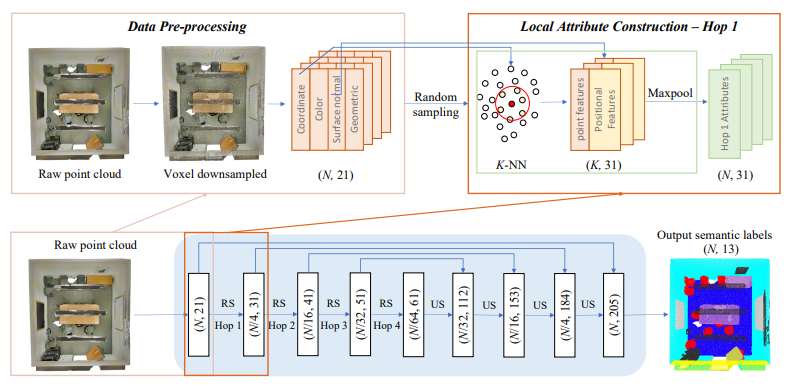 Data Pre-processing
Local Attribute Construction – Hop 1
Coordinate
Color
Surface normal
Geometric
Random
sampling
point features
Positional
Features
Maxpool
Hop 1 Attributes
Raw point cloud
Voxel downsampled
(N, 21)
K-NN
(K, 31)
(N, 31)
Raw point cloud
Output semantic labels
(N, 13)
(N, 21)
RS
Hop 1
(N/4, 31)
RS
Hop 2
(N/16, 41)
RS
Hop 3
(N/32, 51)
RS
Hop 4
(N/64, 61)
US
(N/32, 112)
US
(N/16, 153)
US
(N/4, 184)
US
(N, 205)